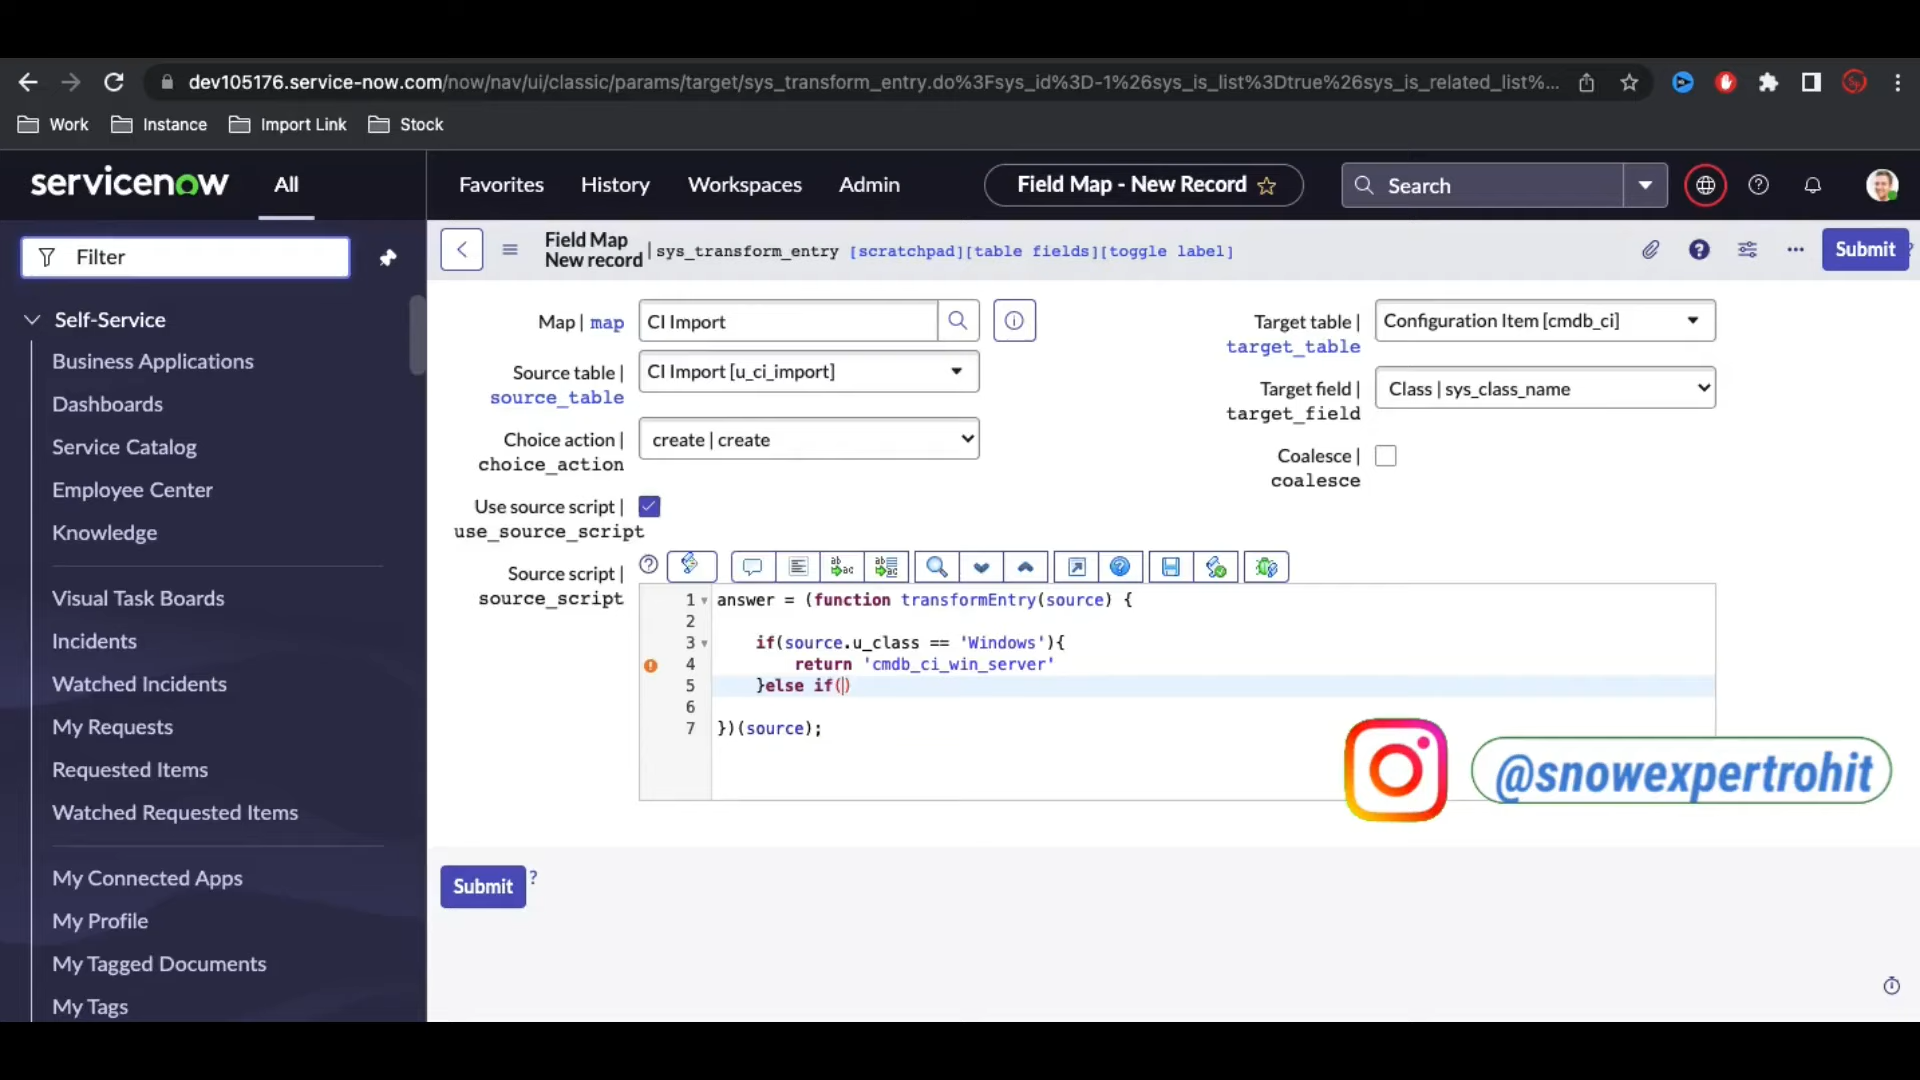 dev105176.service-now.com/now/nav/ui/classic/params/target/sys_transform_entry.do%3Fsys_id%3D-1%26sys_is_list%3Dtrue%26sys_is_related_list%...
Work Instance Import Link Stock
servicenow All Favorites History Workspaces Admin Field Map - New Record Search
Filter
Field Map
New record | sys_transform_entry [scratchpad][table fields][toggle label] Submit ?
Self-Service
Business Applications
Dashboards
Service Catalog
Employee Center
Knowledge
Visual Task Boards
Incidents
Watched Incidents
My Requests
Requested Items
Watched Requested Items
My Connected Apps
My Profile
My Tagged Documents
My Tags
Map | map CI Import
Source table |
source_table
CI Import [u_ci_import]
Choice action |
choice_action
create | create
Use source script |
use_source_script
Target table |
target_table
Configuration Item [cmdb_ci]
Target field |
target_field
Class | sys_class_name
Coalesce |
coalesce
Source script |
source_script
1 answer = (function transformEntry(source) {
2
3 if(source.u_class == 'Windows'){
4 return 'cmdb_ci_win_server'
5 }else if()
6
7 })(source);
@snowexpertrohit
Submit ?